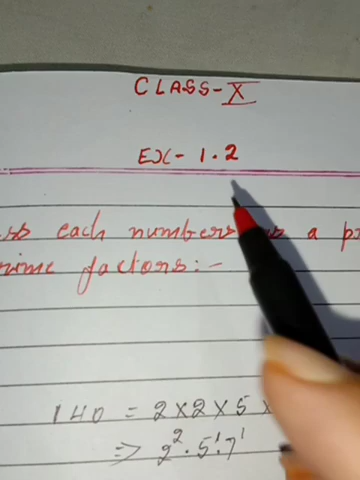 CLASS-X
EX-1.2
each numbers a
factors:-
140 = 2×2×5×
⇒ 2².5¹.7¹